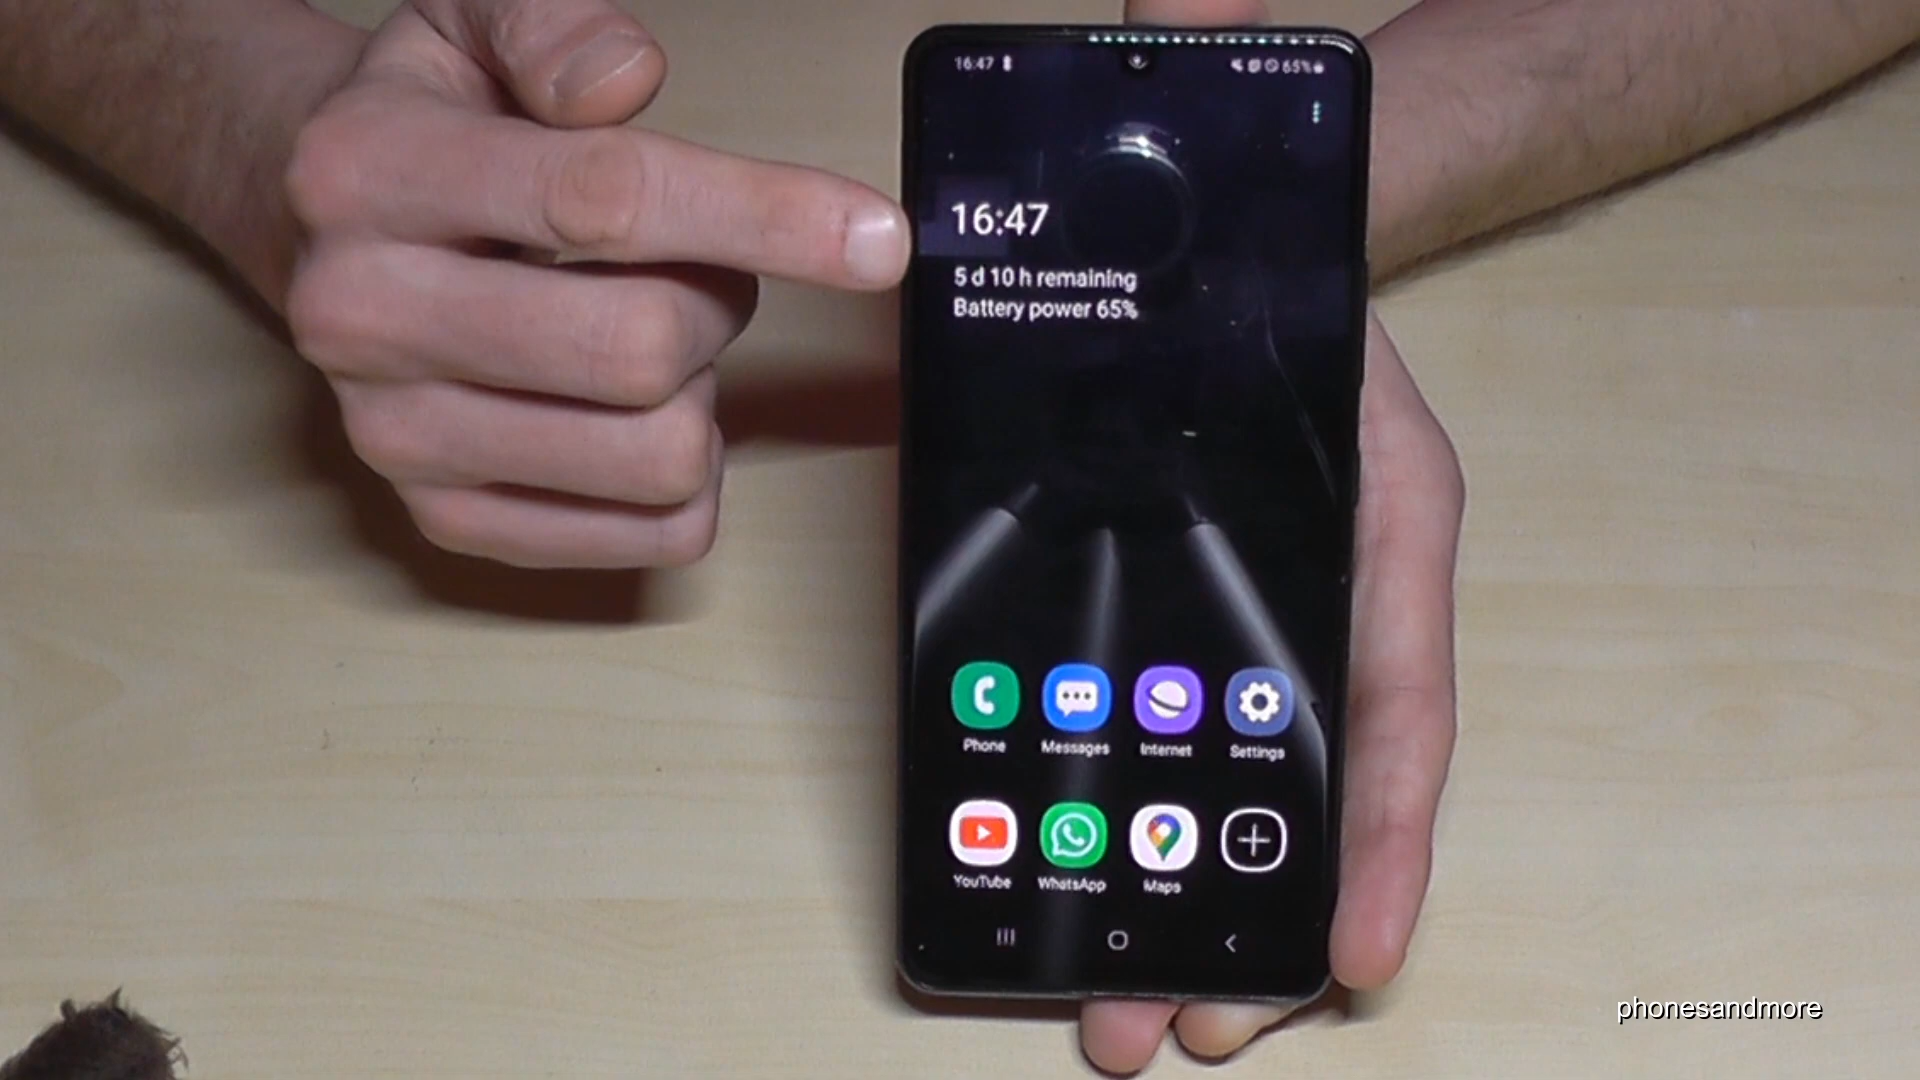 16:47 65%
16:47
5 d 10 h remaining
Battery power 65%
Phone Messages Internet Settings
YouTube WhatsApp Maps
phonesandmore